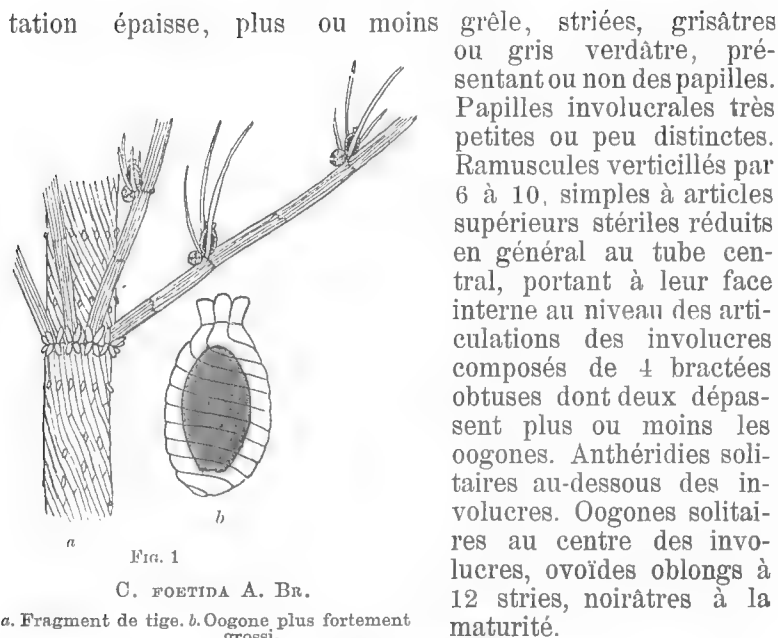 tation épaisse, plus ou moins grêle, striées, grisâtres
ou gris verdâtre, pré-
sentant ou non des papilles.
Papilles involucrales très
petites ou peu distinctes.
Ramuscules verticillés par
6 à 10, simples à articles
supérieurs stériles réduits
en général au tube cen-
tral, portant à leur face
interne au niveau des arti-
culations des involucres
composés de 4 bractées
obtuses dont deux dépas-
sent plus ou moins les
oogones. Anthéridies soli-
taires au-dessous des in-
volucres. Oogones solitai-
res au centre des invo-
lucres, ovoïdes oblongs à
12 stries, noirâtres à la
maturité.
a
b
Fig. 1
C. foetida A. Br.
a. Fragment de tige. b. Oogone plus fortement
grossi